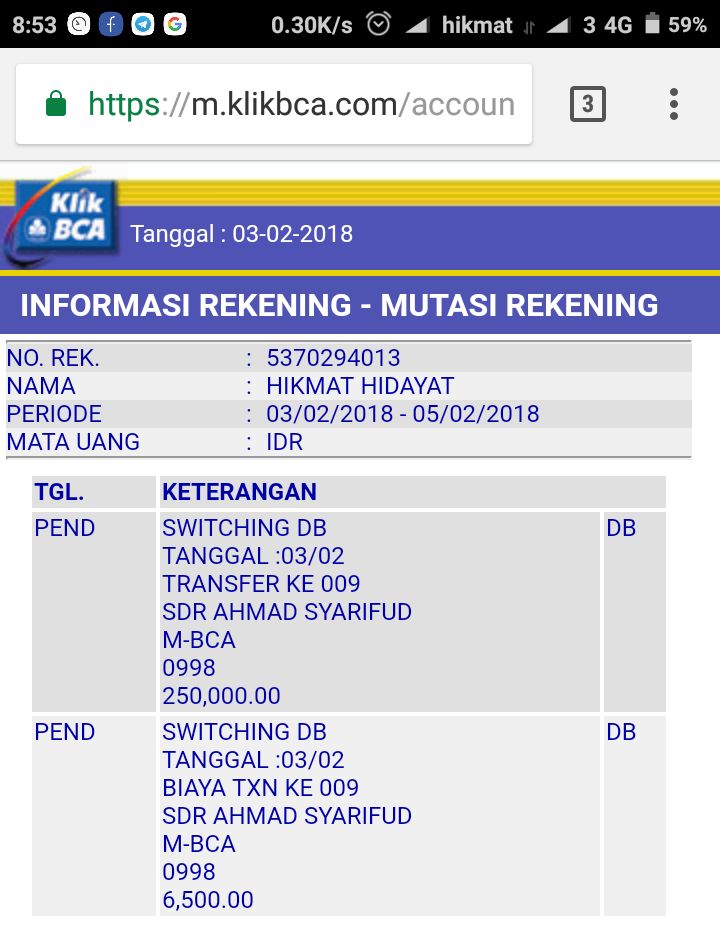 8:53 0.30K/s hikmat 3 4G 59%
https://m.klikbca.com/accoun 3
Klik
BCA
Tanggal : 03-02-2018
INFORMASI REKENING - MUTASI REKENING
NO. REK. : 5370294013
NAMA : HIKMAT HIDAYAT
PERIODE : 03/02/2018 - 05/02/2018
MATA UANG : IDR
TGL. KETERANGAN
PEND SWITCHING DB DB
TANGGAL :03/02
TRANSFER KE 009
SDR AHMAD SYARIFUD
M-BCA
0998
250,000.00
PEND SWITCHING DB DB
TANGGAL :03/02
BIAYA TXN KE 009
SDR AHMAD SYARIFUD
M-BCA
0998
6,500.00